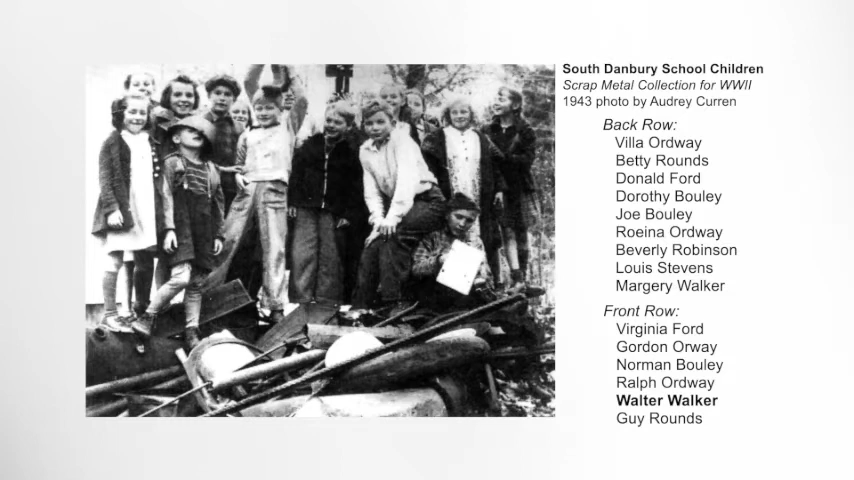 South Danbury School Children
Scrap Metal Collection for WWII
1943 photo by Audrey Curren
Back Row:
Villa Ordway
Betty Rounds
Donald Ford
Dorothy Bouley
Joe Bouley
Roeina Ordway
Beverly Robinson
Louis Stevens
Margery Walker
Front Row:
Virginia Ford
Gordon Orway
Norman Bouley
Ralph Ordway
Walter Walker
Guy Rounds